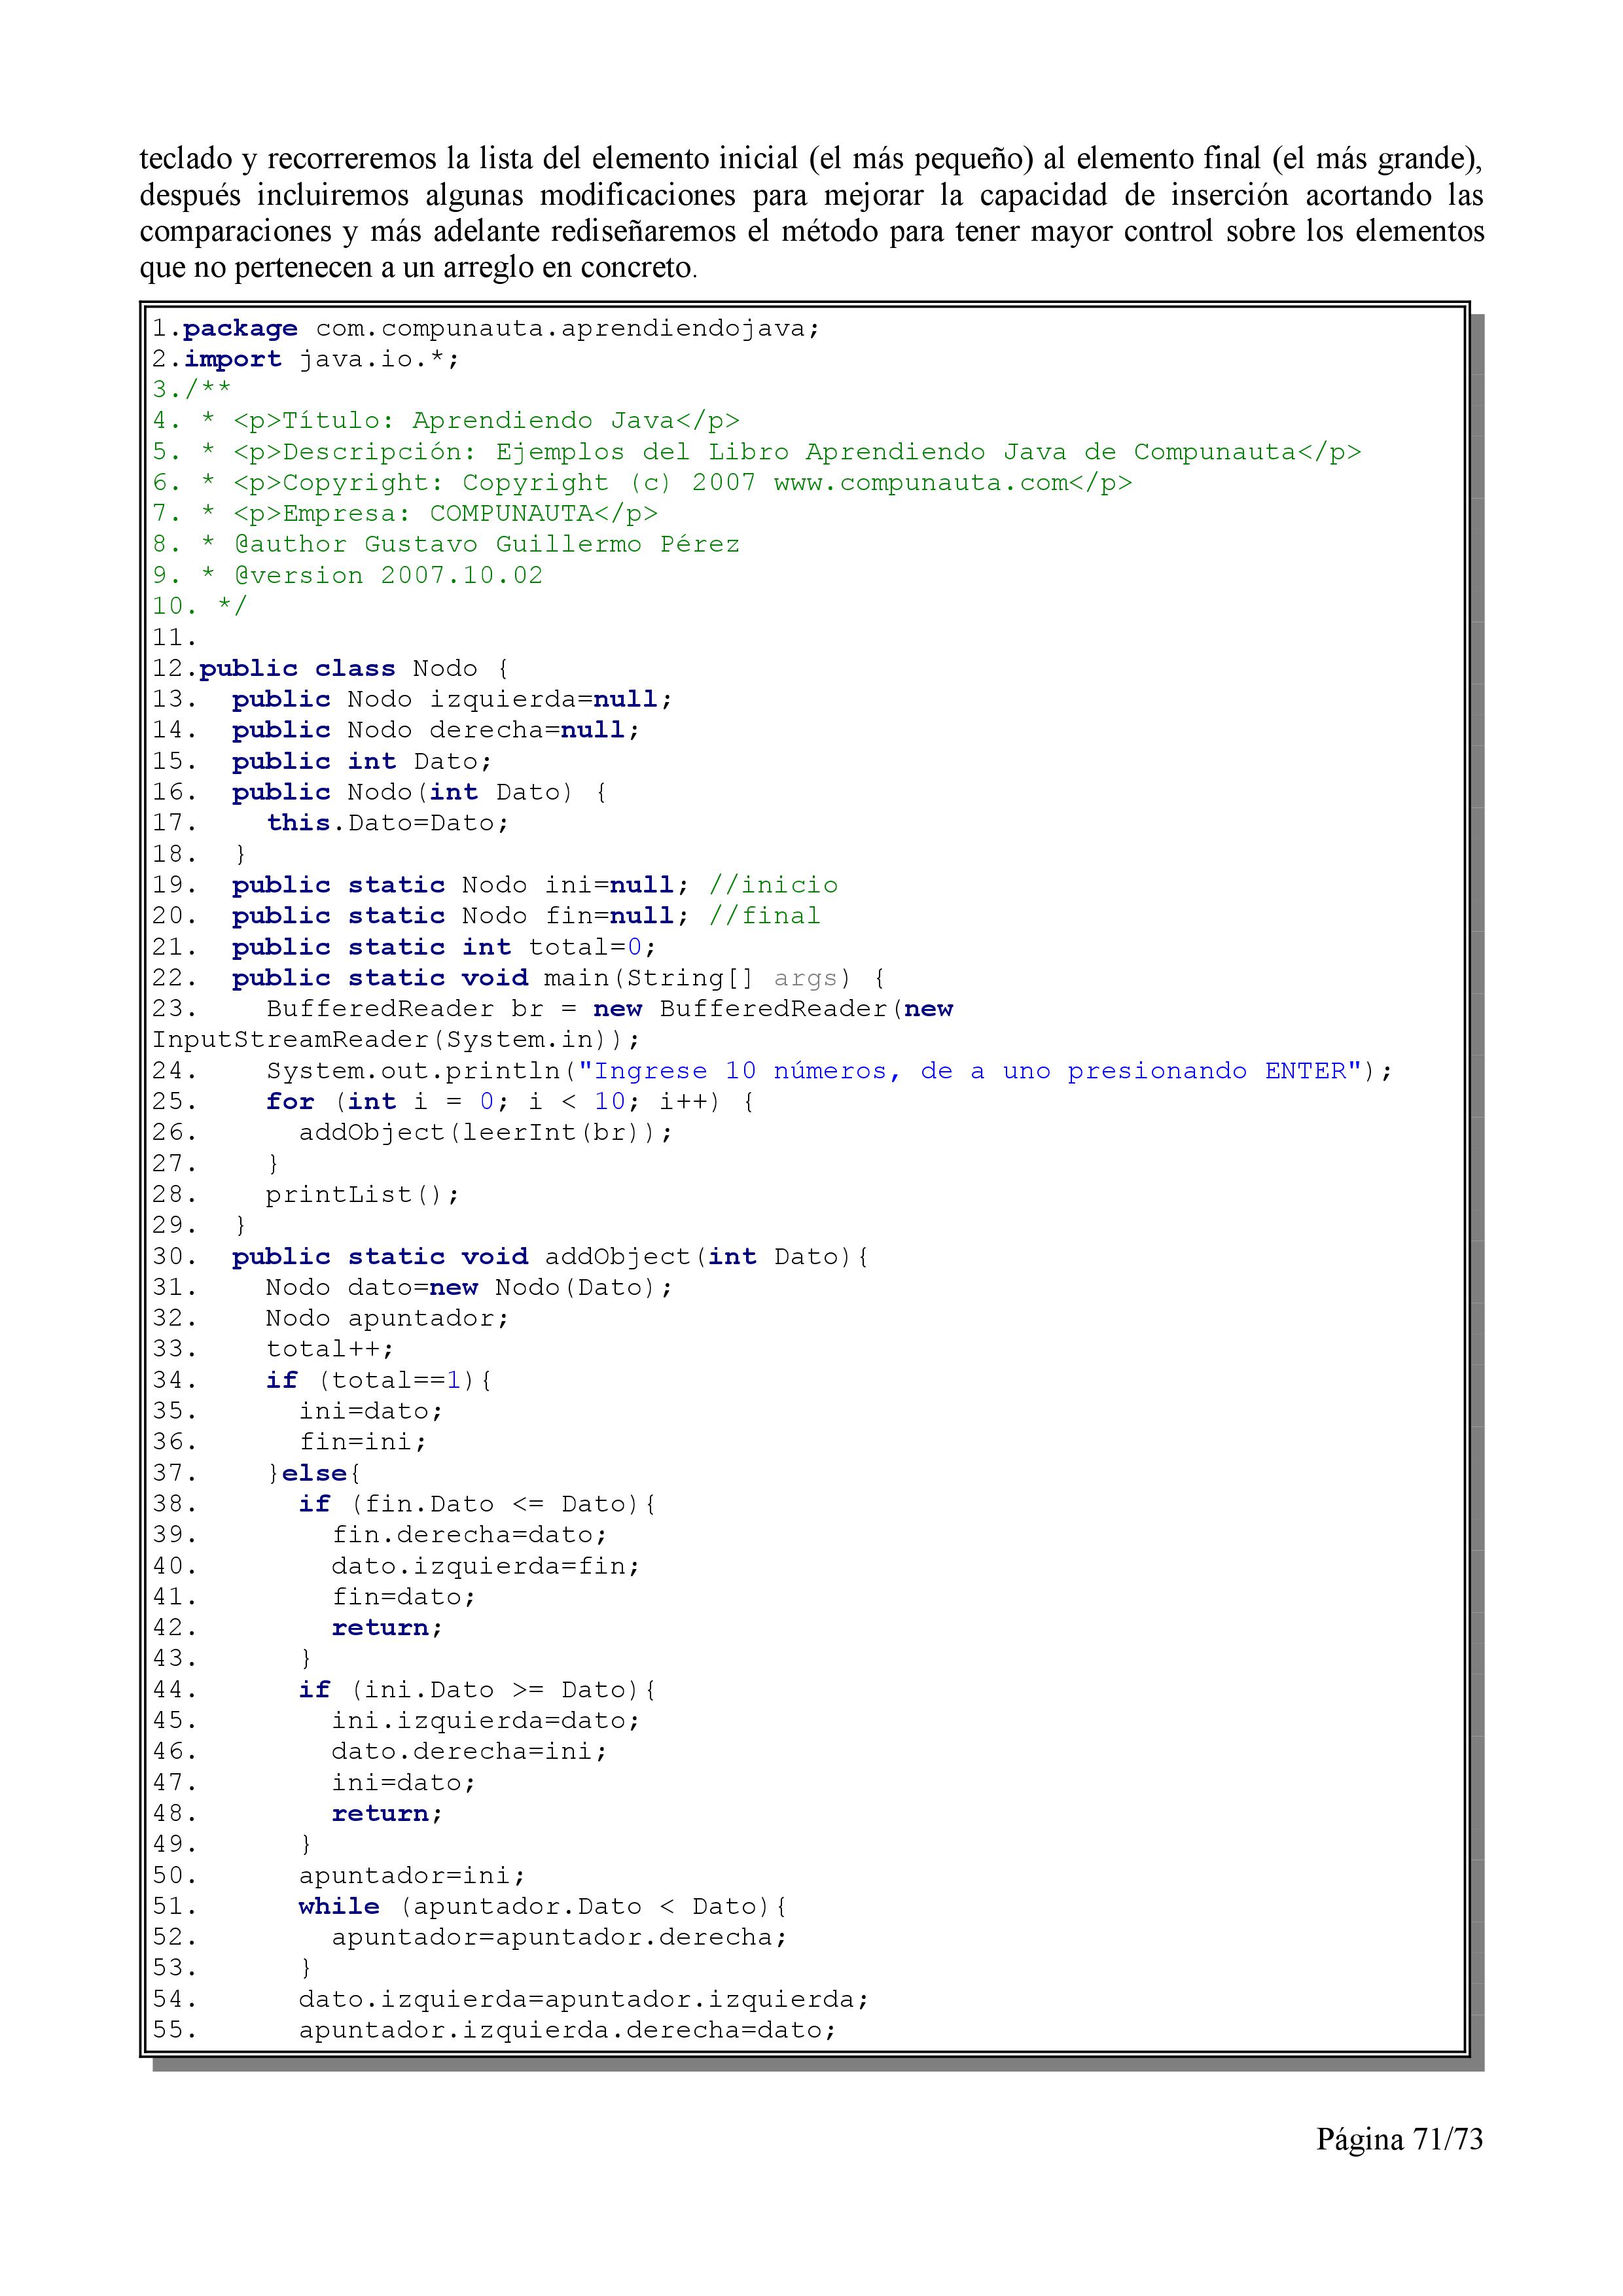 teclado y recorreremos la lista del elemento inicial (el más pequeño) al elemento final (el más grande),
después incluiremos algunas modificaciones para mejorar la capacidad de inserción acortando las
comparaciones y más adelante rediseñaremos el método para tener mayor control sobre los elementos
que no pertenecen a un arreglo en concreto.
1.package com.compunauta.aprendiendojava;
2.import java.io.*;
3./**
4. * <p>Título: Aprendiendo Java</p>
5. * <p>Descripción: Ejemplos del Libro Aprendiendo Java de Compunauta</p>
6. * <p>Copyright: Copyright (c) 2007 www.compunauta.com</p>
7. * <p>Empresa: COMPUNAUTA</p>
8. * @author Gustavo Guillermo Pérez
9. * @version 2007.10.02
10. */
11.
12.public class Nodo {
13.  public Nodo izquierda=null;
14.  public Nodo derecha=null;
15.  public int Dato;
16.  public Nodo(int Dato) {
17.    this.Dato=Dato;
18.  }
19.  public static Nodo ini=null; //inicio
20.  public static Nodo fin=null; //final
21.  public static int total=0;
22.  public static void main(String[] args) {
23.    BufferedReader br = new BufferedReader(new
InputStreamReader(System.in));
24.    System.out.println("Ingrese 10 números, de a uno presionando ENTER");
25.    for (int i = 0; i < 10; i++) {
26.      addObject(leerInt(br));
27.    }
28.    printList();
29.  }
30.  public static void addObject(int Dato){
31.    Nodo dato=new Nodo(Dato);
32.    Nodo apuntador;
33.    total++;
34.    if (total==1){
35.      ini=dato;
36.      fin=ini;
37.    }else{
38.      if (fin.Dato <= Dato){
39.        fin.derecha=dato;
40.        dato.izquierda=fin;
41.        fin=dato;
42.        return;
43.      }
44.      if (ini.Dato >= Dato){
45.        ini.izquierda=dato;
46.        dato.derecha=ini;
47.        ini=dato;
48.        return;
49.      }
50.      apuntador=ini;
51.      while (apuntador.Dato < Dato){
52.        apuntador=apuntador.derecha;
53.      }
54.      dato.izquierda=apuntador.izquierda;
55.      apuntador.izquierda.derecha=dato;
Página 71/73